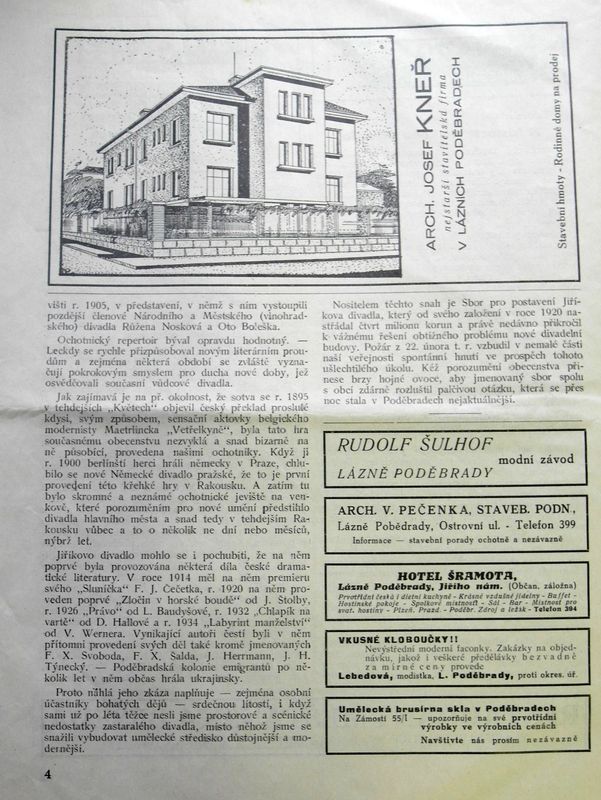 ARCH. JOSEF KNEŘ
nejstarší stavitelská firma
V LÁZNÍCH PODĚBRADECH
Stavební hmoty - Rodinné domy na prodej
višti r. 1905, v představení, v němž s ním vystoupili
pozdější členové Národního a Městského (vinohrad-
ského) divadla Růžena Nosková a Oto Boleška.
Ochotnický repertoir býval opravdu hodnotný. —
Leckdy se rychle přizpůsoboval novým literárním prou-
dům a zejména některá období se zvláště vyzna-
čují pokrokovým smyslem pro ducha nové doby, jež
osvědčovali současní vůdcové divadla.
Jak zajímavá je na př. okolnost, že sotva se r. 1895
v tehdejších „Květech" objevil český překlad proslulé
kdysi, svým způsobem, sensační aktovky belgického
modernisty Maetrlincka „Vetřelkyně", byla tato hra
současnému obecenstvu nezvyklá a snad bizarně na
ně působící, provedena našimi ochotníky. Když ji
r. 1900 berlínští herci hráli německy v Praze, chlu-
bilo se nové Německé divadlo pražské, že to je první
provedení této křehké hry v Rakousku. A zatím tu
bylo skromné a neznámé ochotnické jeviště na ven-
kově, které porozuměním pro nové umění předstihlo
divadla hlavního města a snad tedy v tehdejším Ra-
kousku vůbec a to o několik ne dní nebo měsíců,
nýbrž let.
Jiříkovo divadlo mohlo se i pochubiti, že na něm
poprvé byla provozována některá díla české drama-
tické literatury. V roce 1914 měl na něm premieru
svého „Sluníčka" F. J. Čečetka, r. 1920 na něm pro-
veden poprvé „Zločin v horské boudě" od J. Štolby,
r. 1926 „Právo" od L. Baudyšové, r. 1932 „Chlapík na
vartě" od D. Hallové a r. 1934 „Labyrint manželství"
od V. Wernera. Vynikající autoři čestí byli v něm
přítomni provedení svých děl také kromě jmenovaných
F. X. Svoboda, F. X. Šalda, J. Herrmann, J. H.
Týnecký. — Poděbradská kolonie emigrantů po ně-
kolik let v něm občas hrála ukrajinsky.
Proto náhlá jeho zkáza naplňuje — zejména osobní
účastníky bohatých dějů — srdečnou lítostí, i když
sami už po léta těžce nesli jsme prostorové a scénické
nedostatky zastaralého divadla, místo něhož jsme se
snažili vybudovat umělecké středisko důstojnější a mo-
dernější.
4
Nositelem těchto snah je Sbor pro postavení Jiří-
kova divadla, který od svého založení v roce 1920 na-
střádal čtvrt milionu korun a právě nedávno přikročil
k vážnému řešení obtížného problému nové divadelní
budovy. Požár z 22. února t. r. vzbudil v nemalé části
naší veřejnosti spontánní hnutí ve prospěch tohoto
ušlechtilého úkolu. Kéž porozumění obecenstva při-
nese brzy hojné ovoce, aby jmenovaný sbor spolu
s obcí zdárně rozluštil palčivou otázku, která se přes
noc stala v Poděbradech nejaktuálnější.
RUDOLF ŠULHOF
modní závod
LÁZNĚ PODĚBRADY
ARCH. V. PEČENKA, STAVEB. PODN.,
Lázně Poběbrady, Ostrovní ul. - Telefon 399
Informace — stavební porady ochotně a nezávazně
HOTEL ŠRAMOTA,
Lázně Poděbrady, Jiřího nám. (Občan. záložna)
Prvotřídní česká i dietní kuchyně - Krásné vzdušné jídelny - Buffet -
Hostinské pokoje - Spolkové místnosti - Sál - Bar - Místnost pro
svat. hostiny - Plzeň. Prazd. - Poděbr. Zdroj a ležák - Telefon 394
VKUSNÉ KLOBOUČKY!!
Nevýstřední moderní faconky. Zakázky na objed-
návku, jakož i veškeré předělávky bezvadně
za mírné ceny provede
Lebedová, modistka, L. Poděbrady, proti okres. úř.
Umělecká brusírna skla v Poděbradech
Na Zámostí 55/I — upozorňuje na své prvotřídní
výrobky ve výrobních cenách
Navštivte nás prosím nezávazně